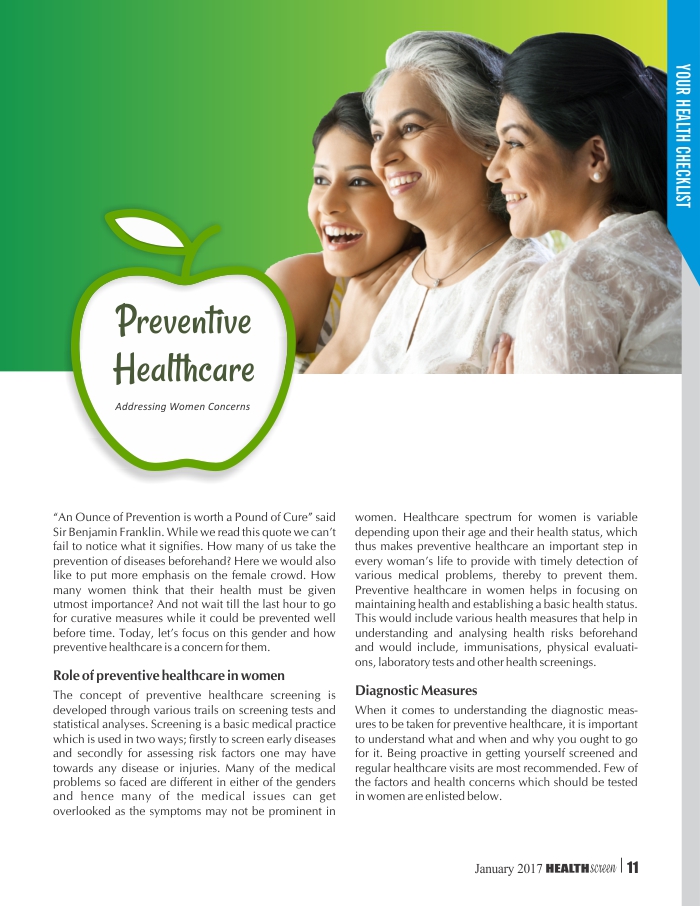 YOUR HEALTH CHECKLIST
Preventive
Healthcare
Addressing Women Concerns
“An Ounce of Prevention is worth a Pound of Cure” said
Sir Benjamin Franklin. While we read this quote we can’t
fail to notice what it signifies. How many of us take the
prevention of diseases beforehand? Here we would also
like to put more emphasis on the female crowd. How
many women think that their health must be given
utmost importance? And not wait till the last hour to go
for curative measures while it could be prevented well
before time. Today, let’s focus on this gender and how
preventive healthcare is a concern for them.
Role of preventive healthcare in women
The concept of preventive healthcare screening is
developed through various trails on screening tests and
statistical analyses. Screening is a basic medical practice
which is used in two ways; firstly to screen early diseases
and secondly for assessing risk factors one may have
towards any disease or injuries. Many of the medical
problems so faced are different in either of the genders
and hence many of the medical issues can get
overlooked as the symptoms may not be prominent in
women. Healthcare spectrum for women is variable
depending upon their age and their health status, which
thus makes preventive healthcare an important step in
every woman’s life to provide with timely detection of
various medical problems, thereby to prevent them.
Preventive healthcare in women helps in focusing on
maintaining health and establishing a basic health status.
This would include various health measures that help in
understanding and analysing health risks beforehand
and would include, immunisations, physical evaluati-
ons, laboratory tests and other health screenings.
Diagnostic Measures
When it comes to understanding the diagnostic meas-
ures to be taken for preventive healthcare, it is important
to understand what and when and why you ought to go
for it. Being proactive in getting yourself screened and
regular healthcare visits are most recommended. Few of
the factors and health concerns which should be tested
in women are enlisted below.
January 2017 HEALTHscreen | 11